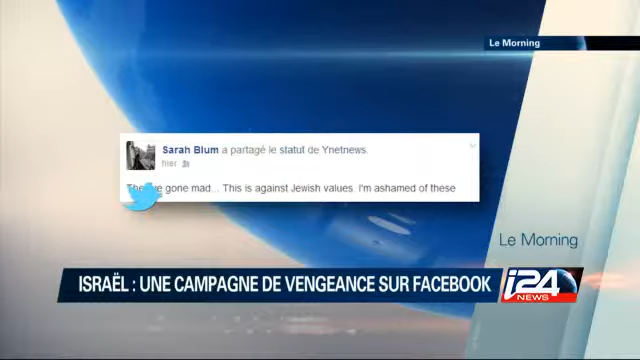 Le Morning
Sarah Blum a partagé le statut de Ynetnews.
hier
gone mad... This is against Jewish values. I'm ashamed of these
Le Morning
ISRAËL : UNE CAMPAGNE DE VENGEANCE SUR FACEBOOK
i24
NEWS